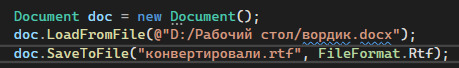 Document doc = new Document();
doc.LoadFromFile(@"D:/Рабочий стол/вордик.docx");
doc.SaveToFile("конвертировали.rtf", FileFormat.Rtf);